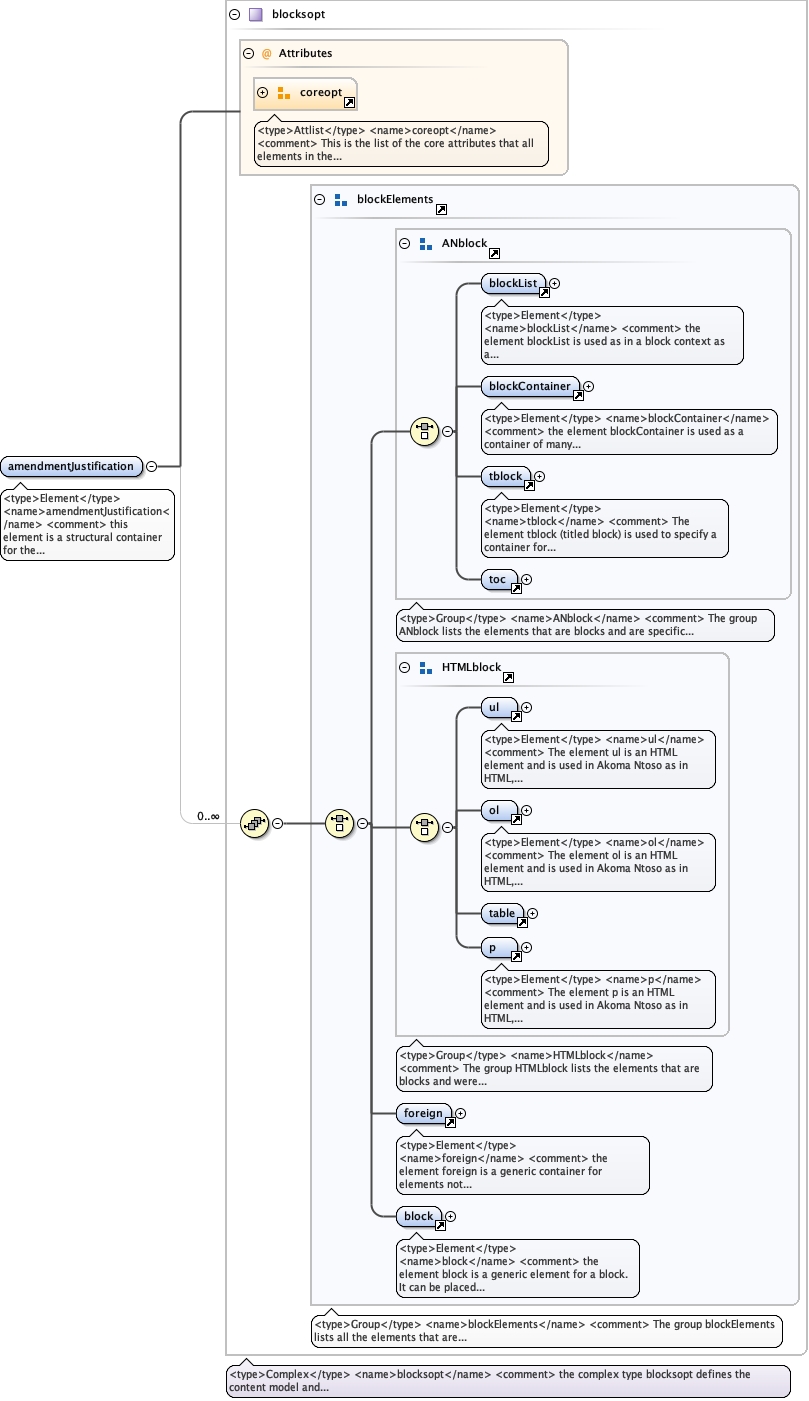 blocksopt
@ Attributes
coreopt
<type>Attlist</type> <name>coreopt</name>
<comment> This is the list of the core attributes that all
elements in the...
blockElements
ANblock
blockList
<type>Element</type>
<name>blockList</name> <comment> the
element blockList is used as in a block context as
a...
blockContainer
<type>Element</type> <name>blockContainer</name>
<comment> the element blockContainer is used as a
container of many...
tblock
<type>Element</type>
<name>tblock</name> <comment> The
element tblock (titled block) is used to specify a
container for...
toc
<type>Group</type> <name>ANblock</name> <comment> The group
ANblock lists the elements that are blocks and are specific...
amendmentJustification
<type>Element</type>
<name>amendmentJustification<
/name> <comment> this
element is a structural container
for the...
HTMLblock
ul
<type>Element</type> <name>ul</name>
<comment> The element ul is an HTML
element and is used in Akoma Ntoso as in
HTML,...
0..∞
ol
<type>Element</type> <name>ol</name>
<comment> The element ol is an HTML
element and is used in Akoma Ntoso as in
HTML,...
table
p
<type>Element</type> <name>p</name>
<comment> The element p is an HTML
element and is used in Akoma Ntoso as in
HTML,...
<type>Group</type> <name>HTMLblock</name>
<comment> The group HTMLblock lists the elements that are
blocks and were...
foreign
<type>Element</type>
<name>foreign</name> <comment> the
element foreign is a generic container for
elements not...
block
<type>Element</type>
<name>block</name> <comment> the
element block is a generic element for a block.
It can be placed...
<type>Group</type> <name>blockElements</name> <comment> The group blockElements
lists all the elements that are...
<type>Complex</type> <name>blocksopt</name> <comment> the complex type blocksopt defines the
content model and...